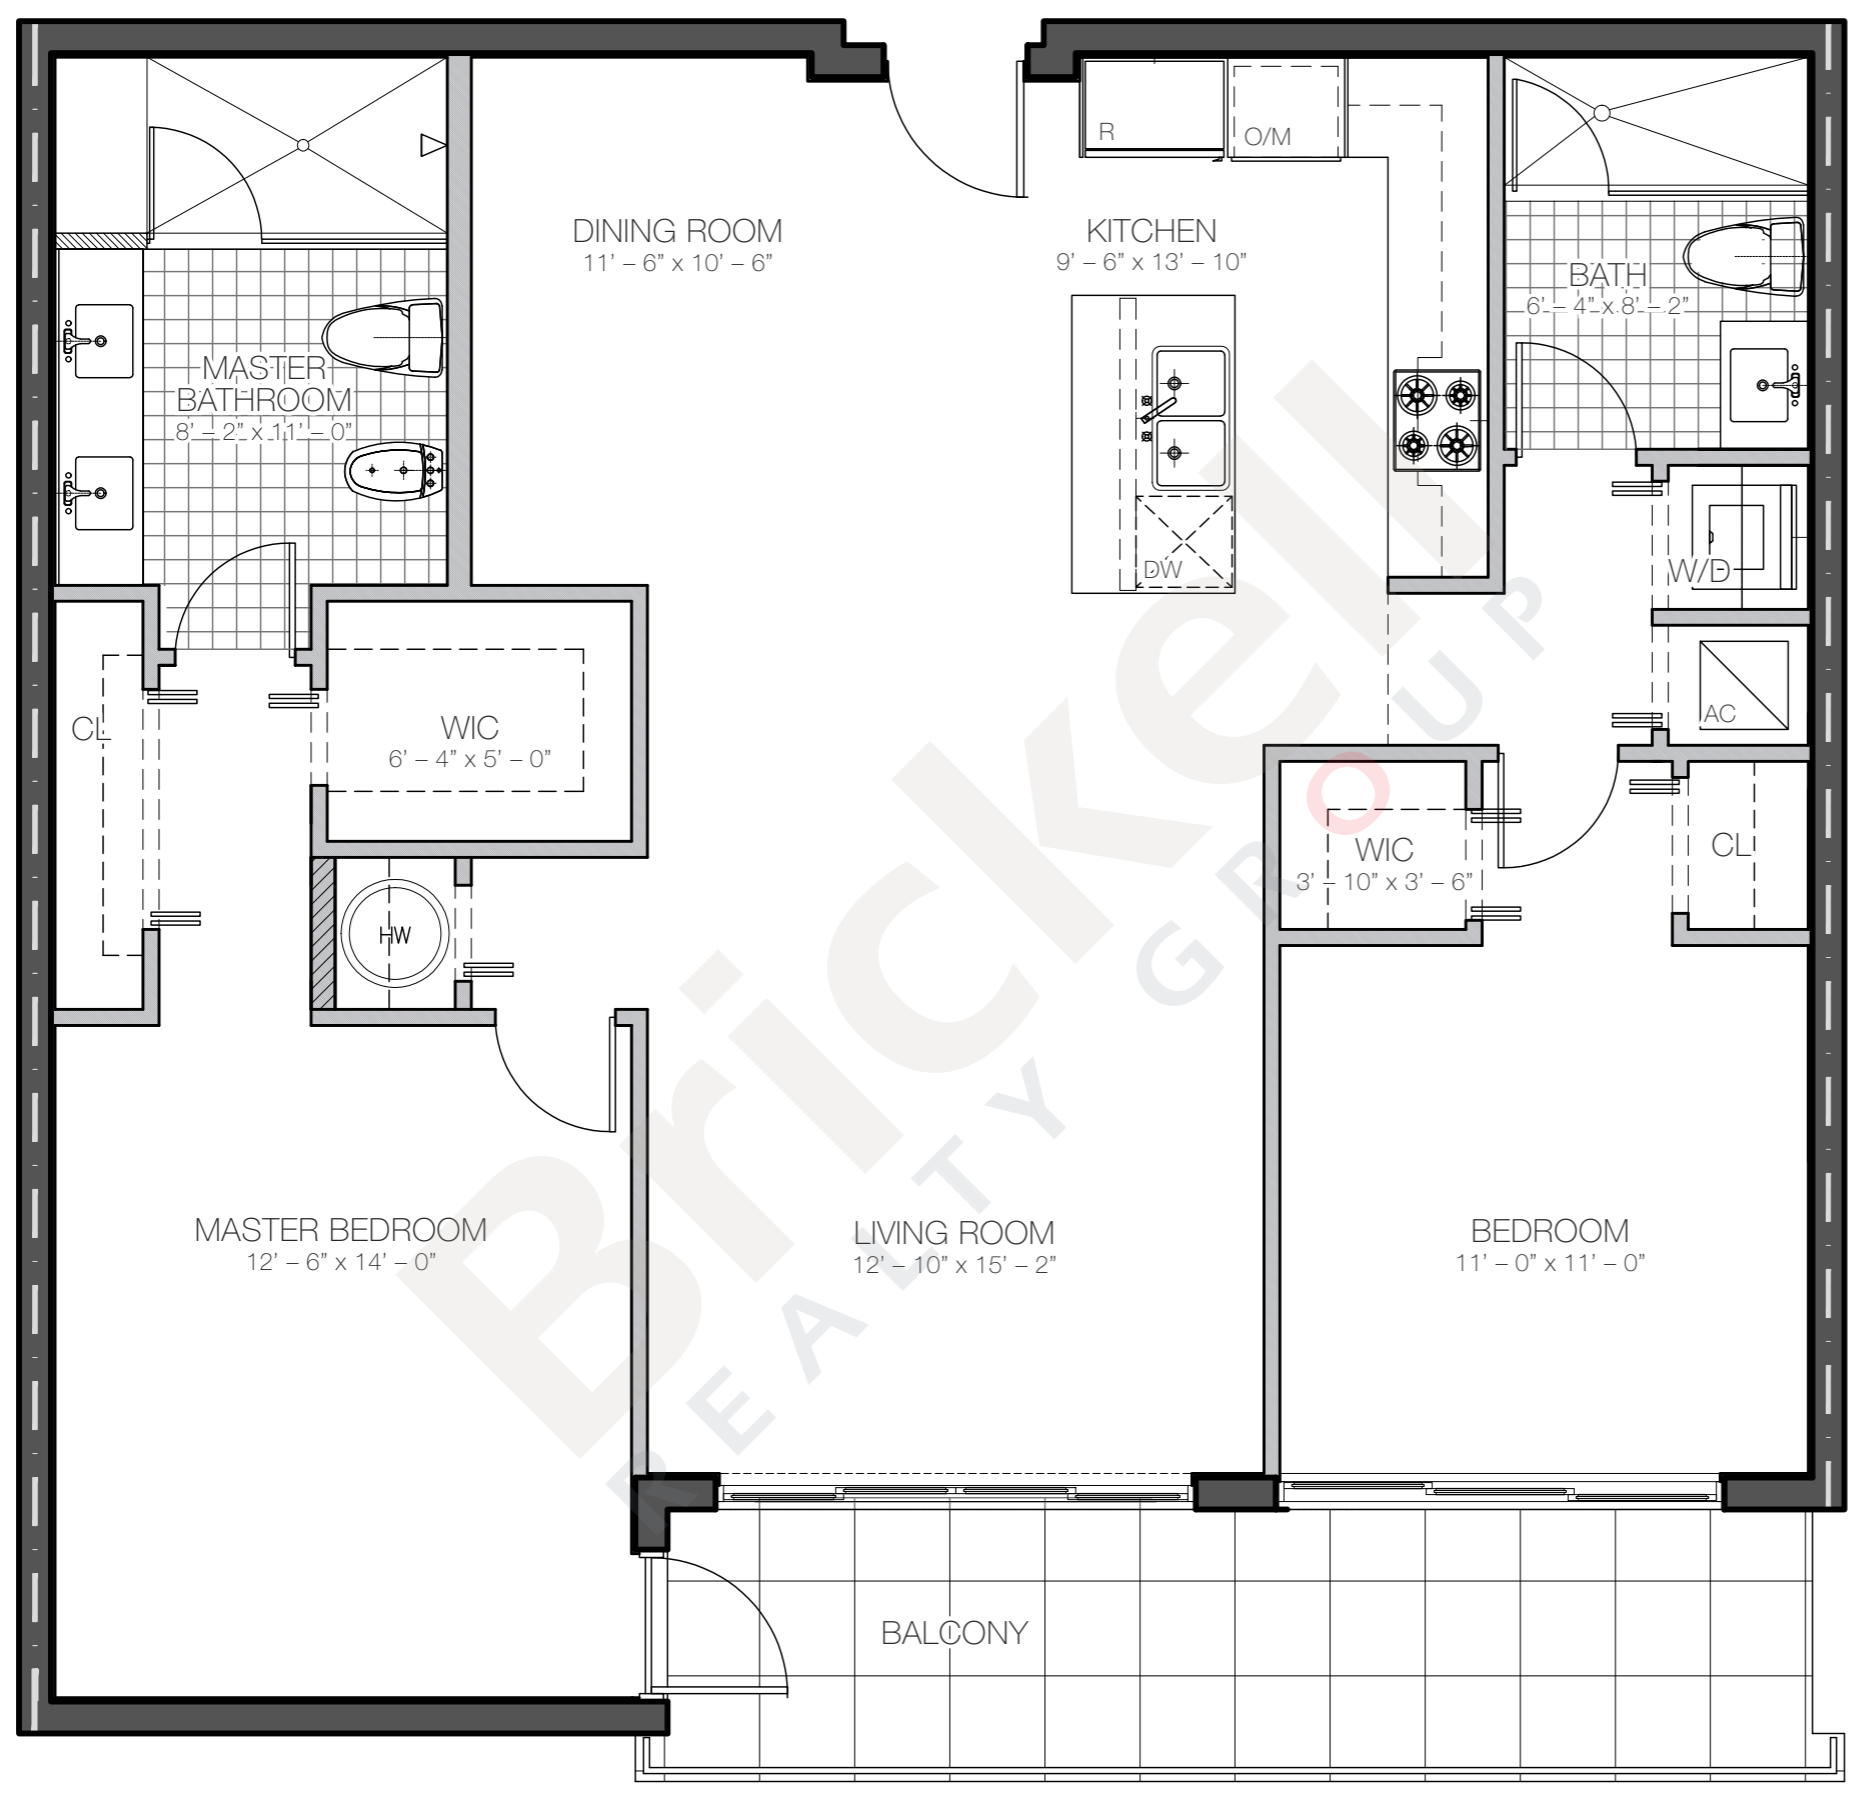 R
O/M
DINING ROOM
11' – 6" x 10' – 6"
KITCHEN
9' – 6" x 13' – 10"
BATH
6' – 4" x 8' – 2"
MASTER
BATHROOM
8' – 2" x 11' – 0"
DW
W/D
AC
CL
WIC
6' – 4" x 5' – 0"
WIC
3' – 10" x 3' – 6"
CL
HW
MASTER BEDROOM
12' – 6" x 14' – 0"
LIVING ROOM
12' – 10" x 15' – 2"
BEDROOM
11' – 0" x 11' – 0"
BALCONY
Brickell
REALTY GROUP